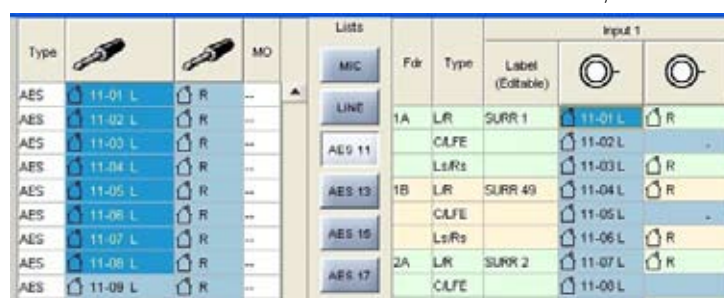 Type MO
AES 11-01 L R --
AES 11-02 L R --
AES 11-03 L R --
AES 11-04 L R --
AES 11-05 L R --
AES 11-06 L R --
AES 11-07 L R --
AES 11-08 L R --
AES 11-09 L R --
Lists
MIC
LINE
AES 11
AES 13
AES 17
Input 1
Fdr Type Label (Editable)
1A L/R SURR 1 11-01 L R
C/LFE 11-02 L
Ls/Rs 11-03 L R
1B L/R SURR 49 11-04 L R
C/LFE 11-05 L
Ls/Rs 11-06 L R
2A L/R SURR 2 11-07 L R
C/LFE 11-08 L